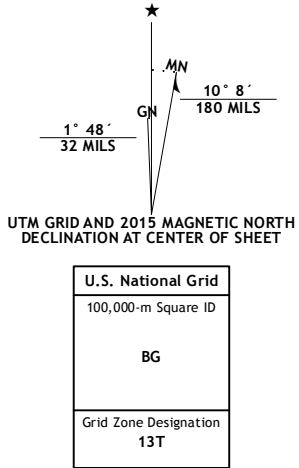 MN
GN
10° 8´
180 MILS
1° 48´
32 MILS
UTM GRID AND 2015 MAGNETIC NORTH
DECLINATION AT CENTER OF SHEET
U.S. National Grid
100,000-m Square ID
BG
Grid Zone Designation
13T